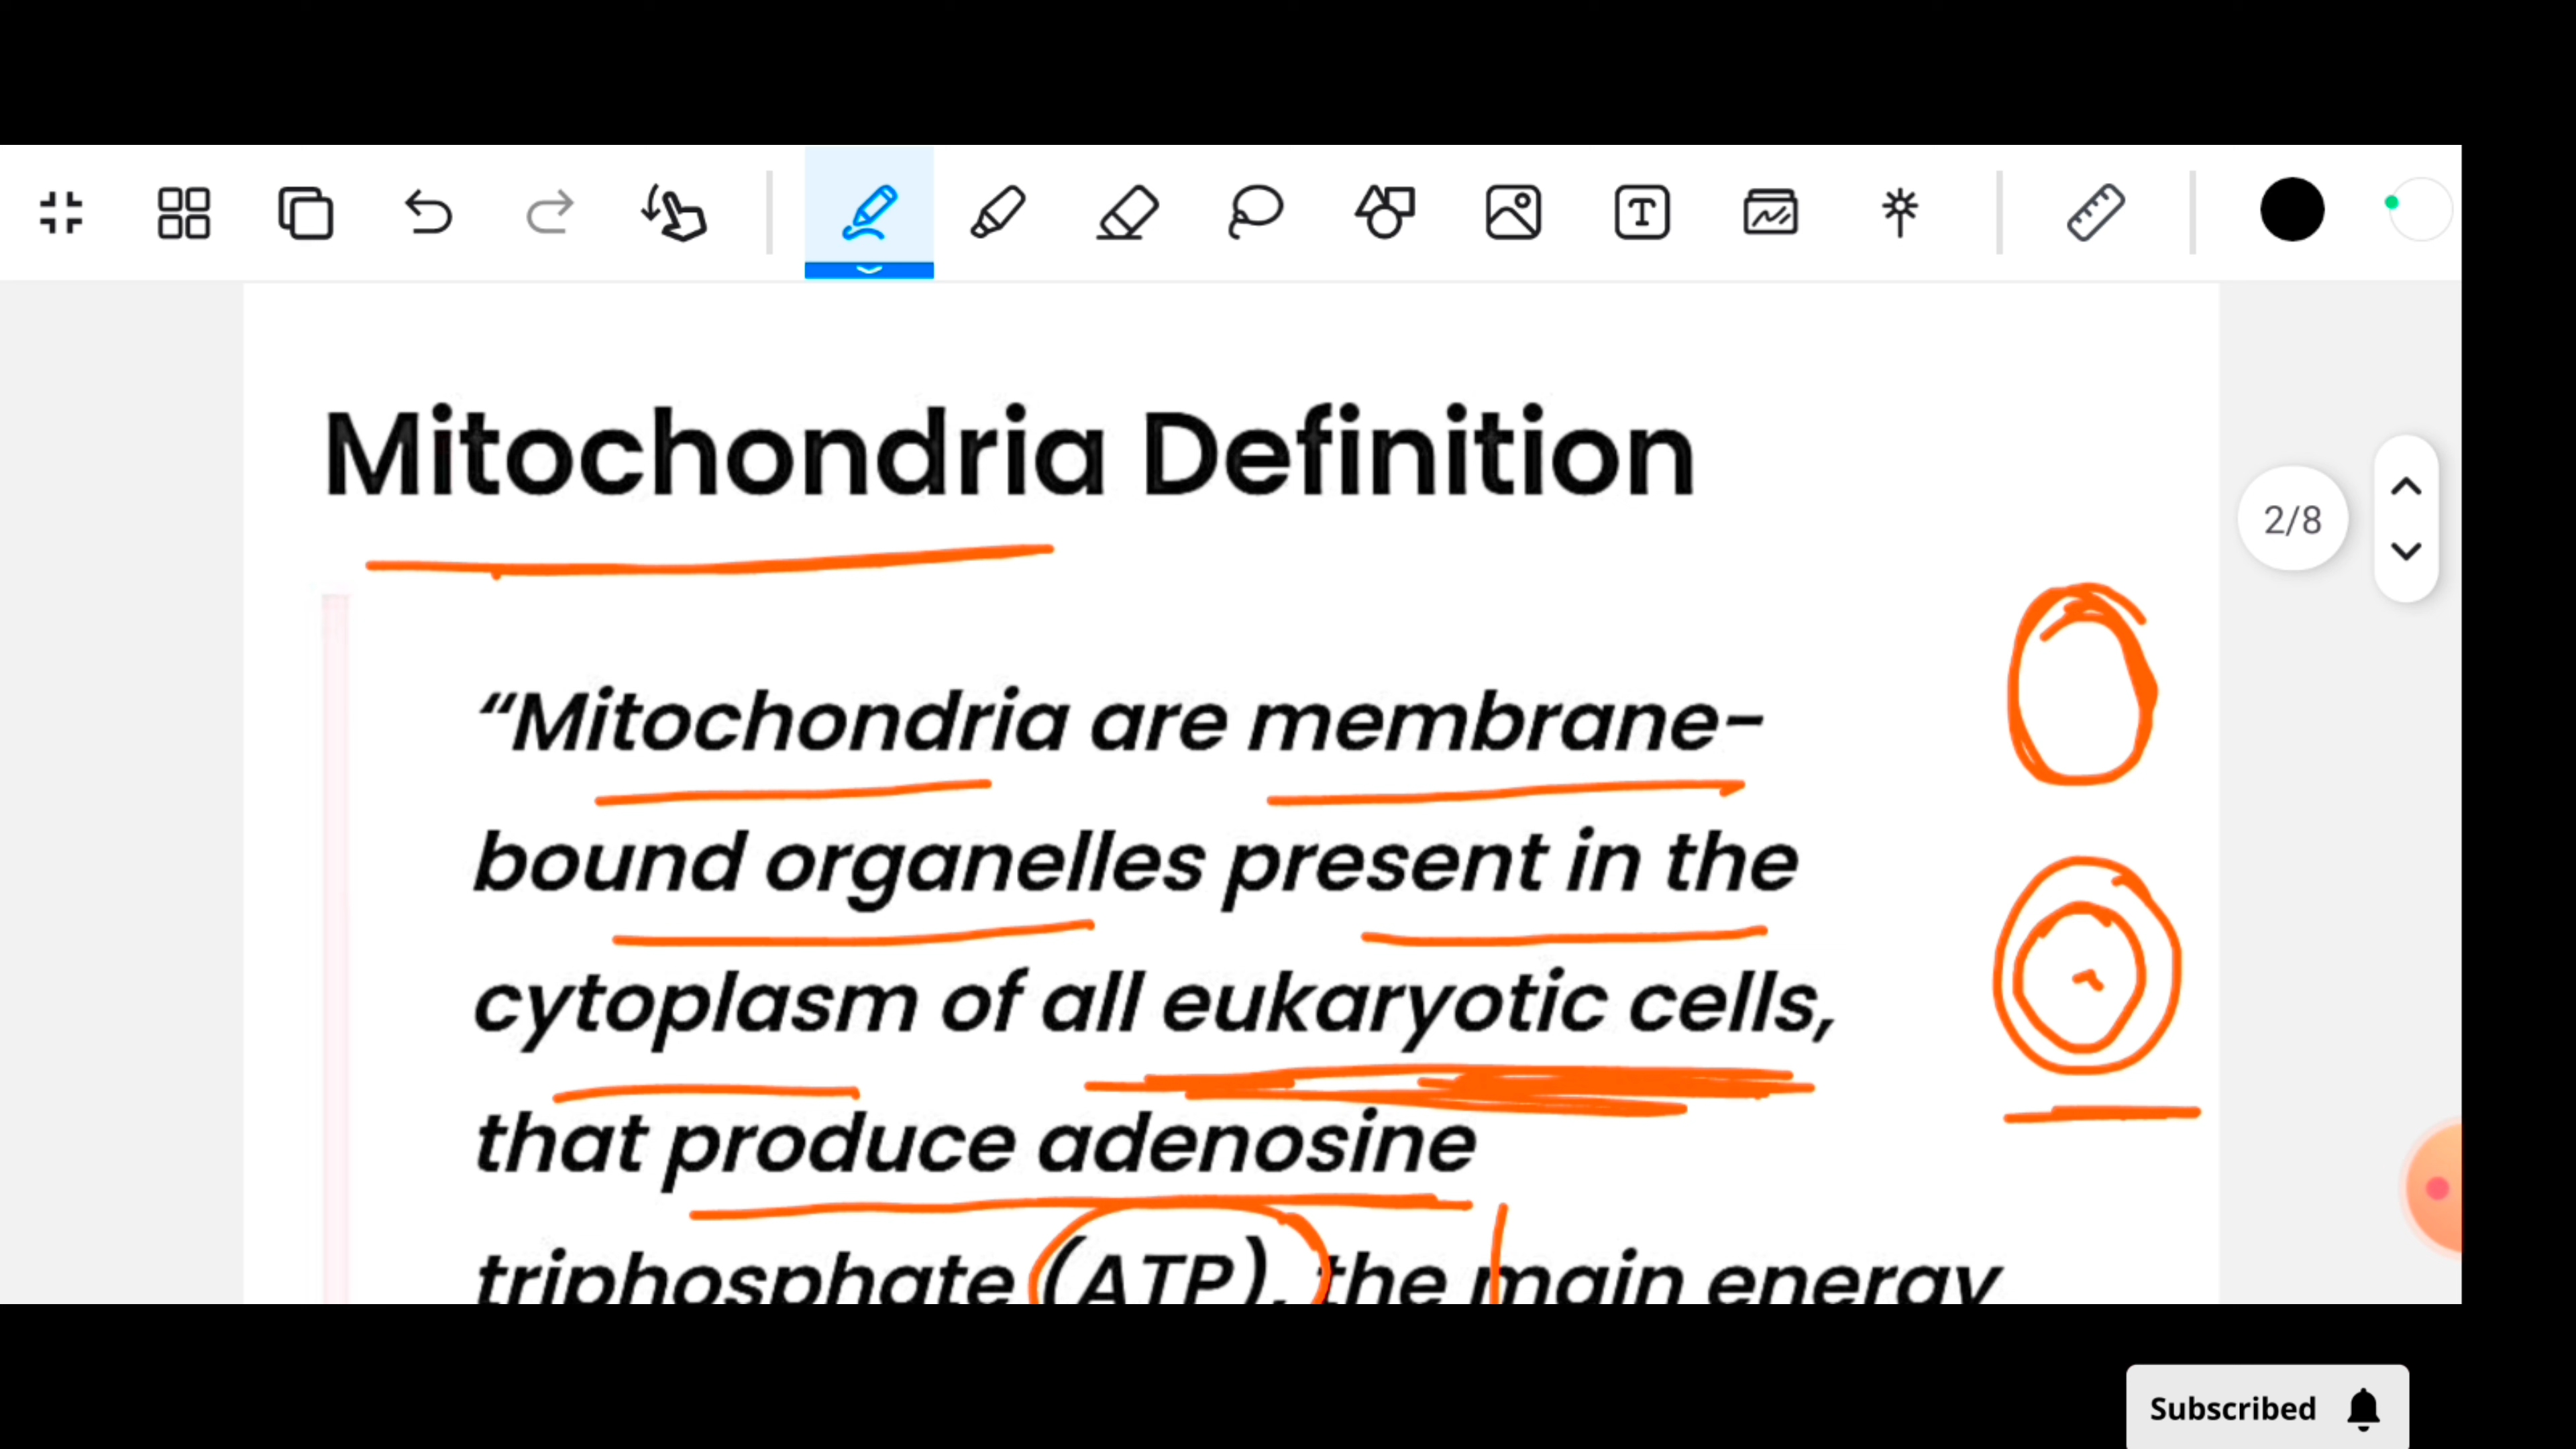 Mitochondria Definition
2/8
“Mitochondria are membrane-
bound organelles present in the
cytoplasm of all eukaryotic cells,
that produce adenosine
triphosphate (ATP), the main energy
Subscribed